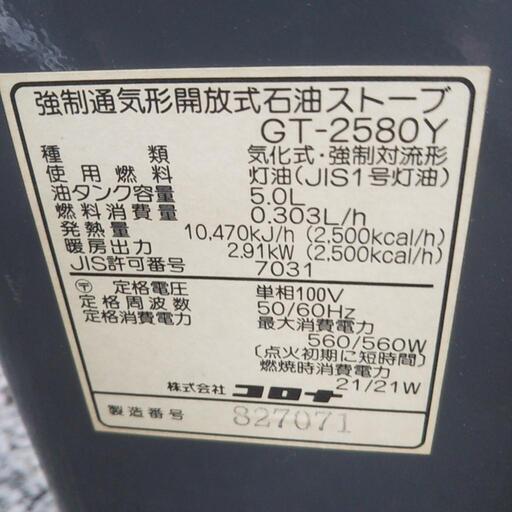 強制通気形開放式石油ストーブ
GT-2580Y
種類 気化式・強制対流形
使用燃料 灯油(JIS1号灯油)
油タンク容量 5.0L
燃料消費量 0.303L/h
発熱量 10,470kJ/h (2,500kcal/h)
暖房出力 2.91kW (2,500kcal/h)
JIS許可番号 7031
〒 定格電圧 単相100V
定格周波数 50/60Hz
定格消費電力 最大消費電力
560/560W
(点火初期に短時間)
燃焼時消費電力
21/21W
株式会社 コロナ
製造番号 827071